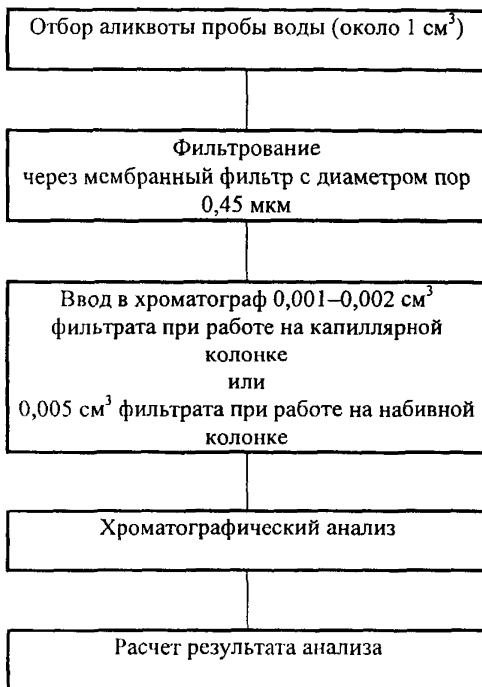 Отбор аликвоты пробы воды (около 1 см³)
Фильтрование
через мембранный фильтр с диаметром пор
0,45 мкм
Ввод в хроматограф 0,001–0,002 см³
фильтрата при работе на капиллярной
колонке
или
0,005 см³ фильтрата при работе на набивной
колонке
Хроматографический анализ
Расчет результата анализа